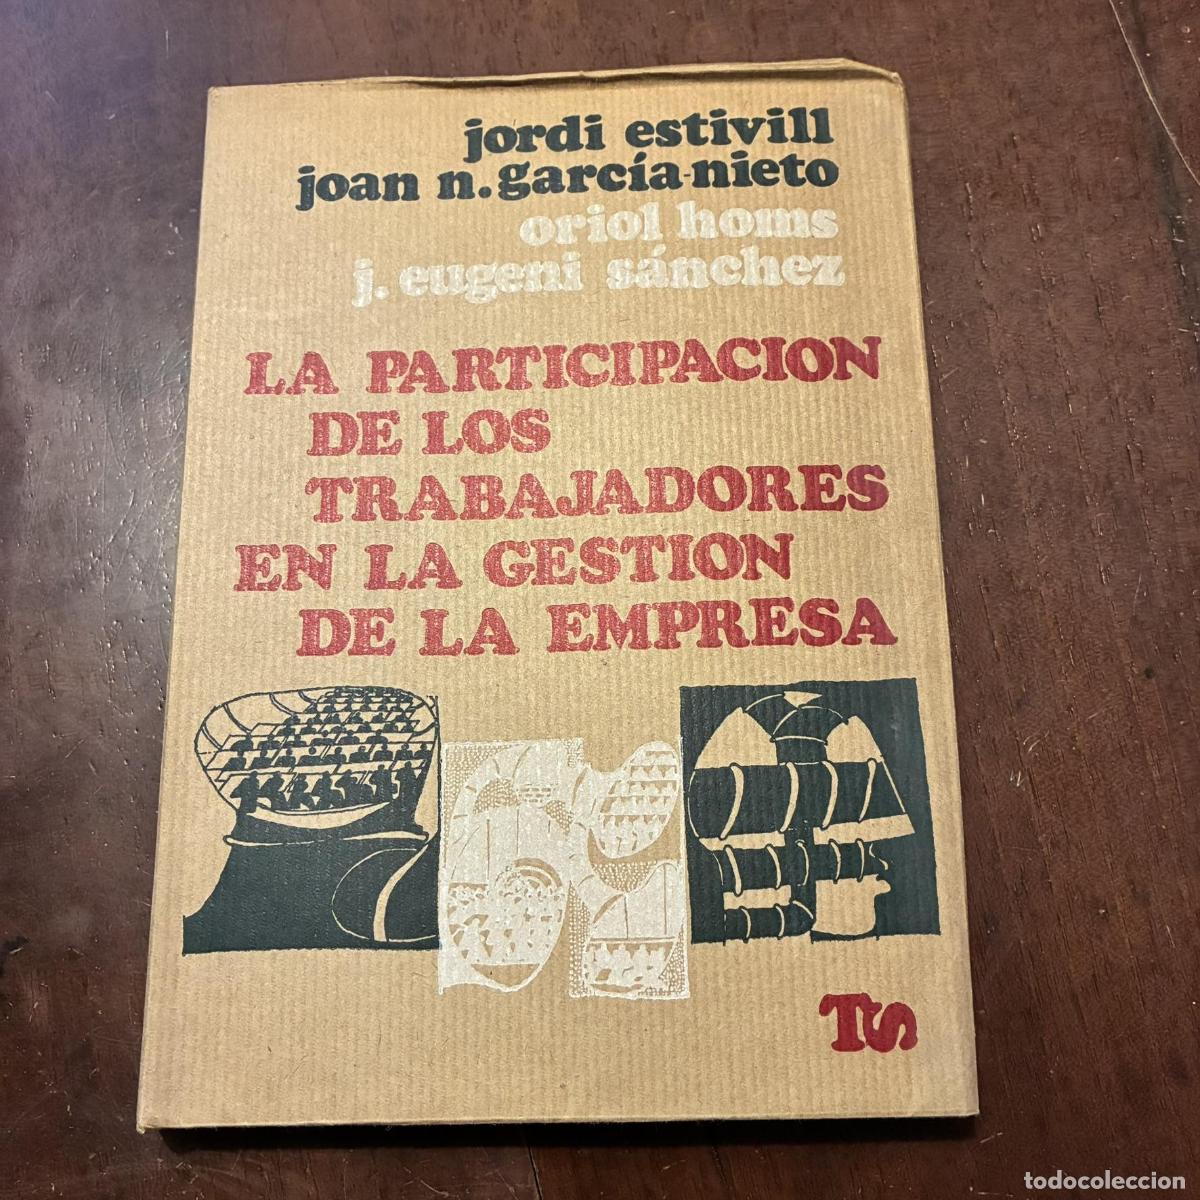 jordi estivill
joan n. garcía-nieto
oriol homs
j. eugeni sánchez
LA PARTICIPACION
DE LOS
TRABAJADORES
EN LA GESTION
DE LA EMPRESA
TS
todocoleccion